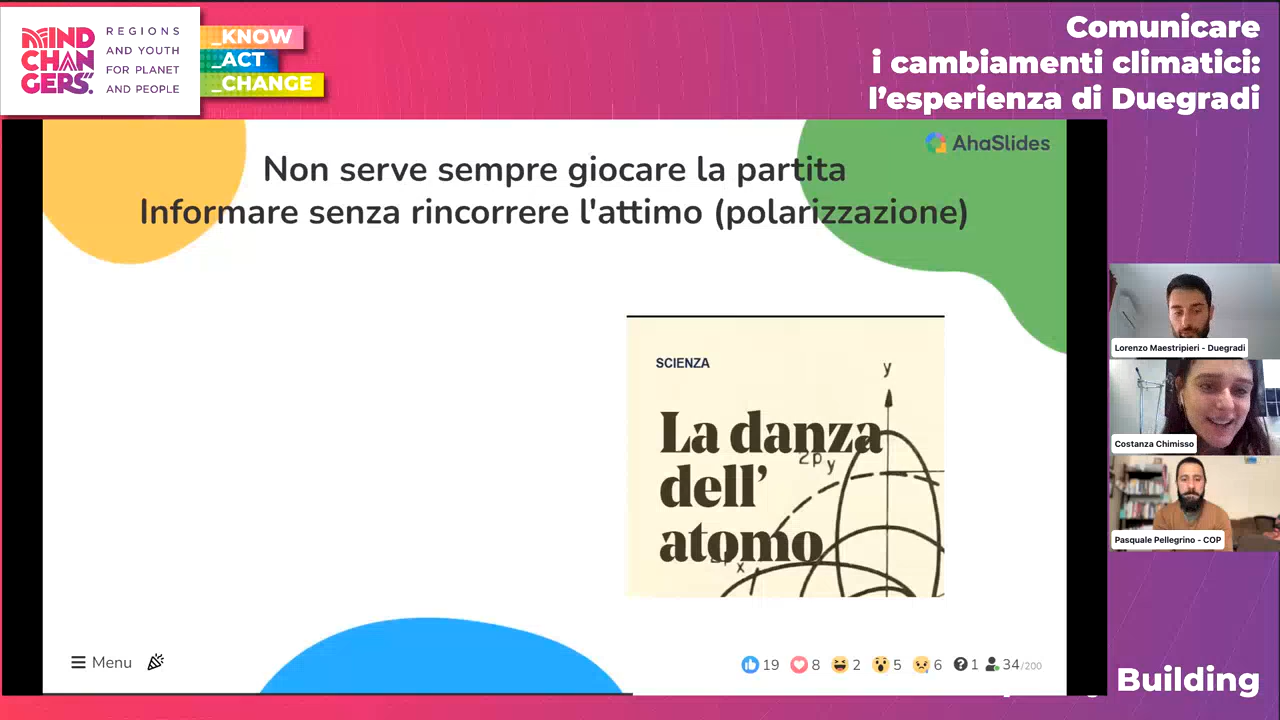 MIND
CHAN
GERS.
REGIONS
AND YOUTH
FOR PLANET
AND PEOPLE
_KNOW
_ACT
_CHANGE
Comunicare
i cambiamenti climatici:
l'esperienza di Duegradi
AhaSlides
Non serve sempre giocare la partita
Informare senza rincorrere l'attimo (polarizzazione)
SCIENZA
y
La danza
2p y
dell'
atomo
x
Lorenzo Maestripieri - Duegradi
Costanza Chimisso
Pasquale Pellegrino - COP
Menu
19 8 2 5 6 1 34/200
Building